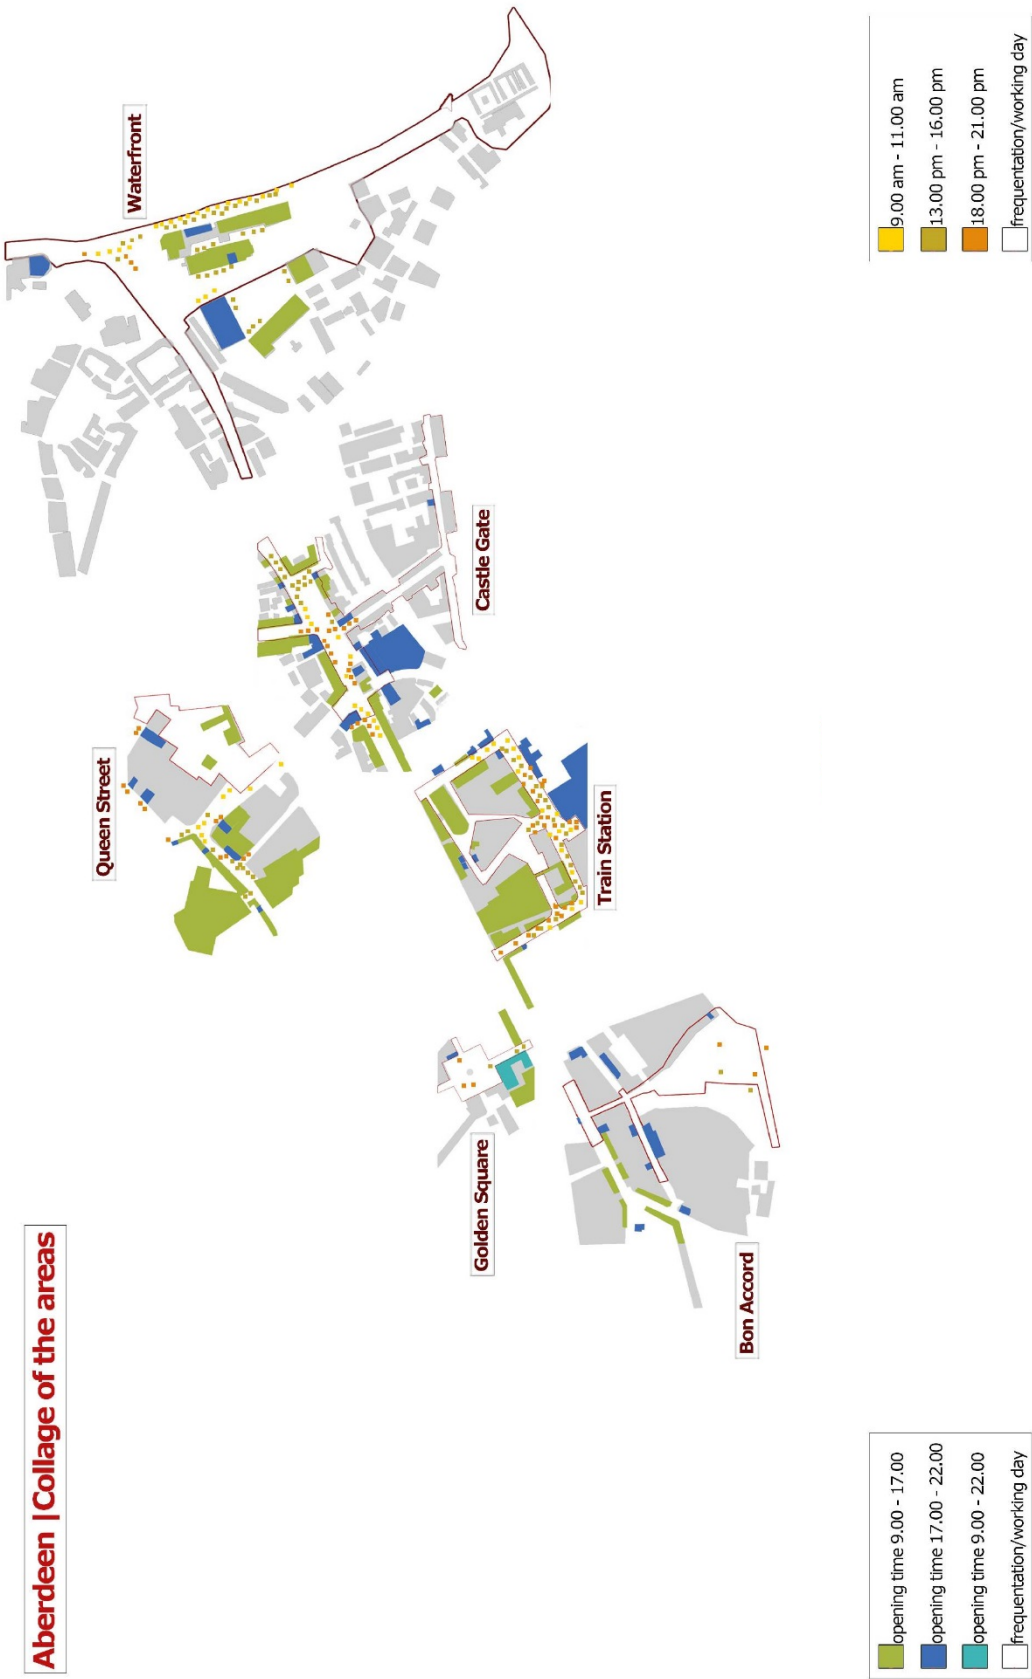 Aberdeen |Collage of the areas
Bon Accord
Golden Square
Train Station
Queen Street
Castle Gate
Waterfront
opening time 9.00 - 17.00
opening time 17.00 - 22.00
opening time 9.00 - 22.00
frequentation/working day
9.00 am - 11.00 am
13.00 pm - 16.00 pm
18.00 pm - 21.00 pm
frequentation/working day